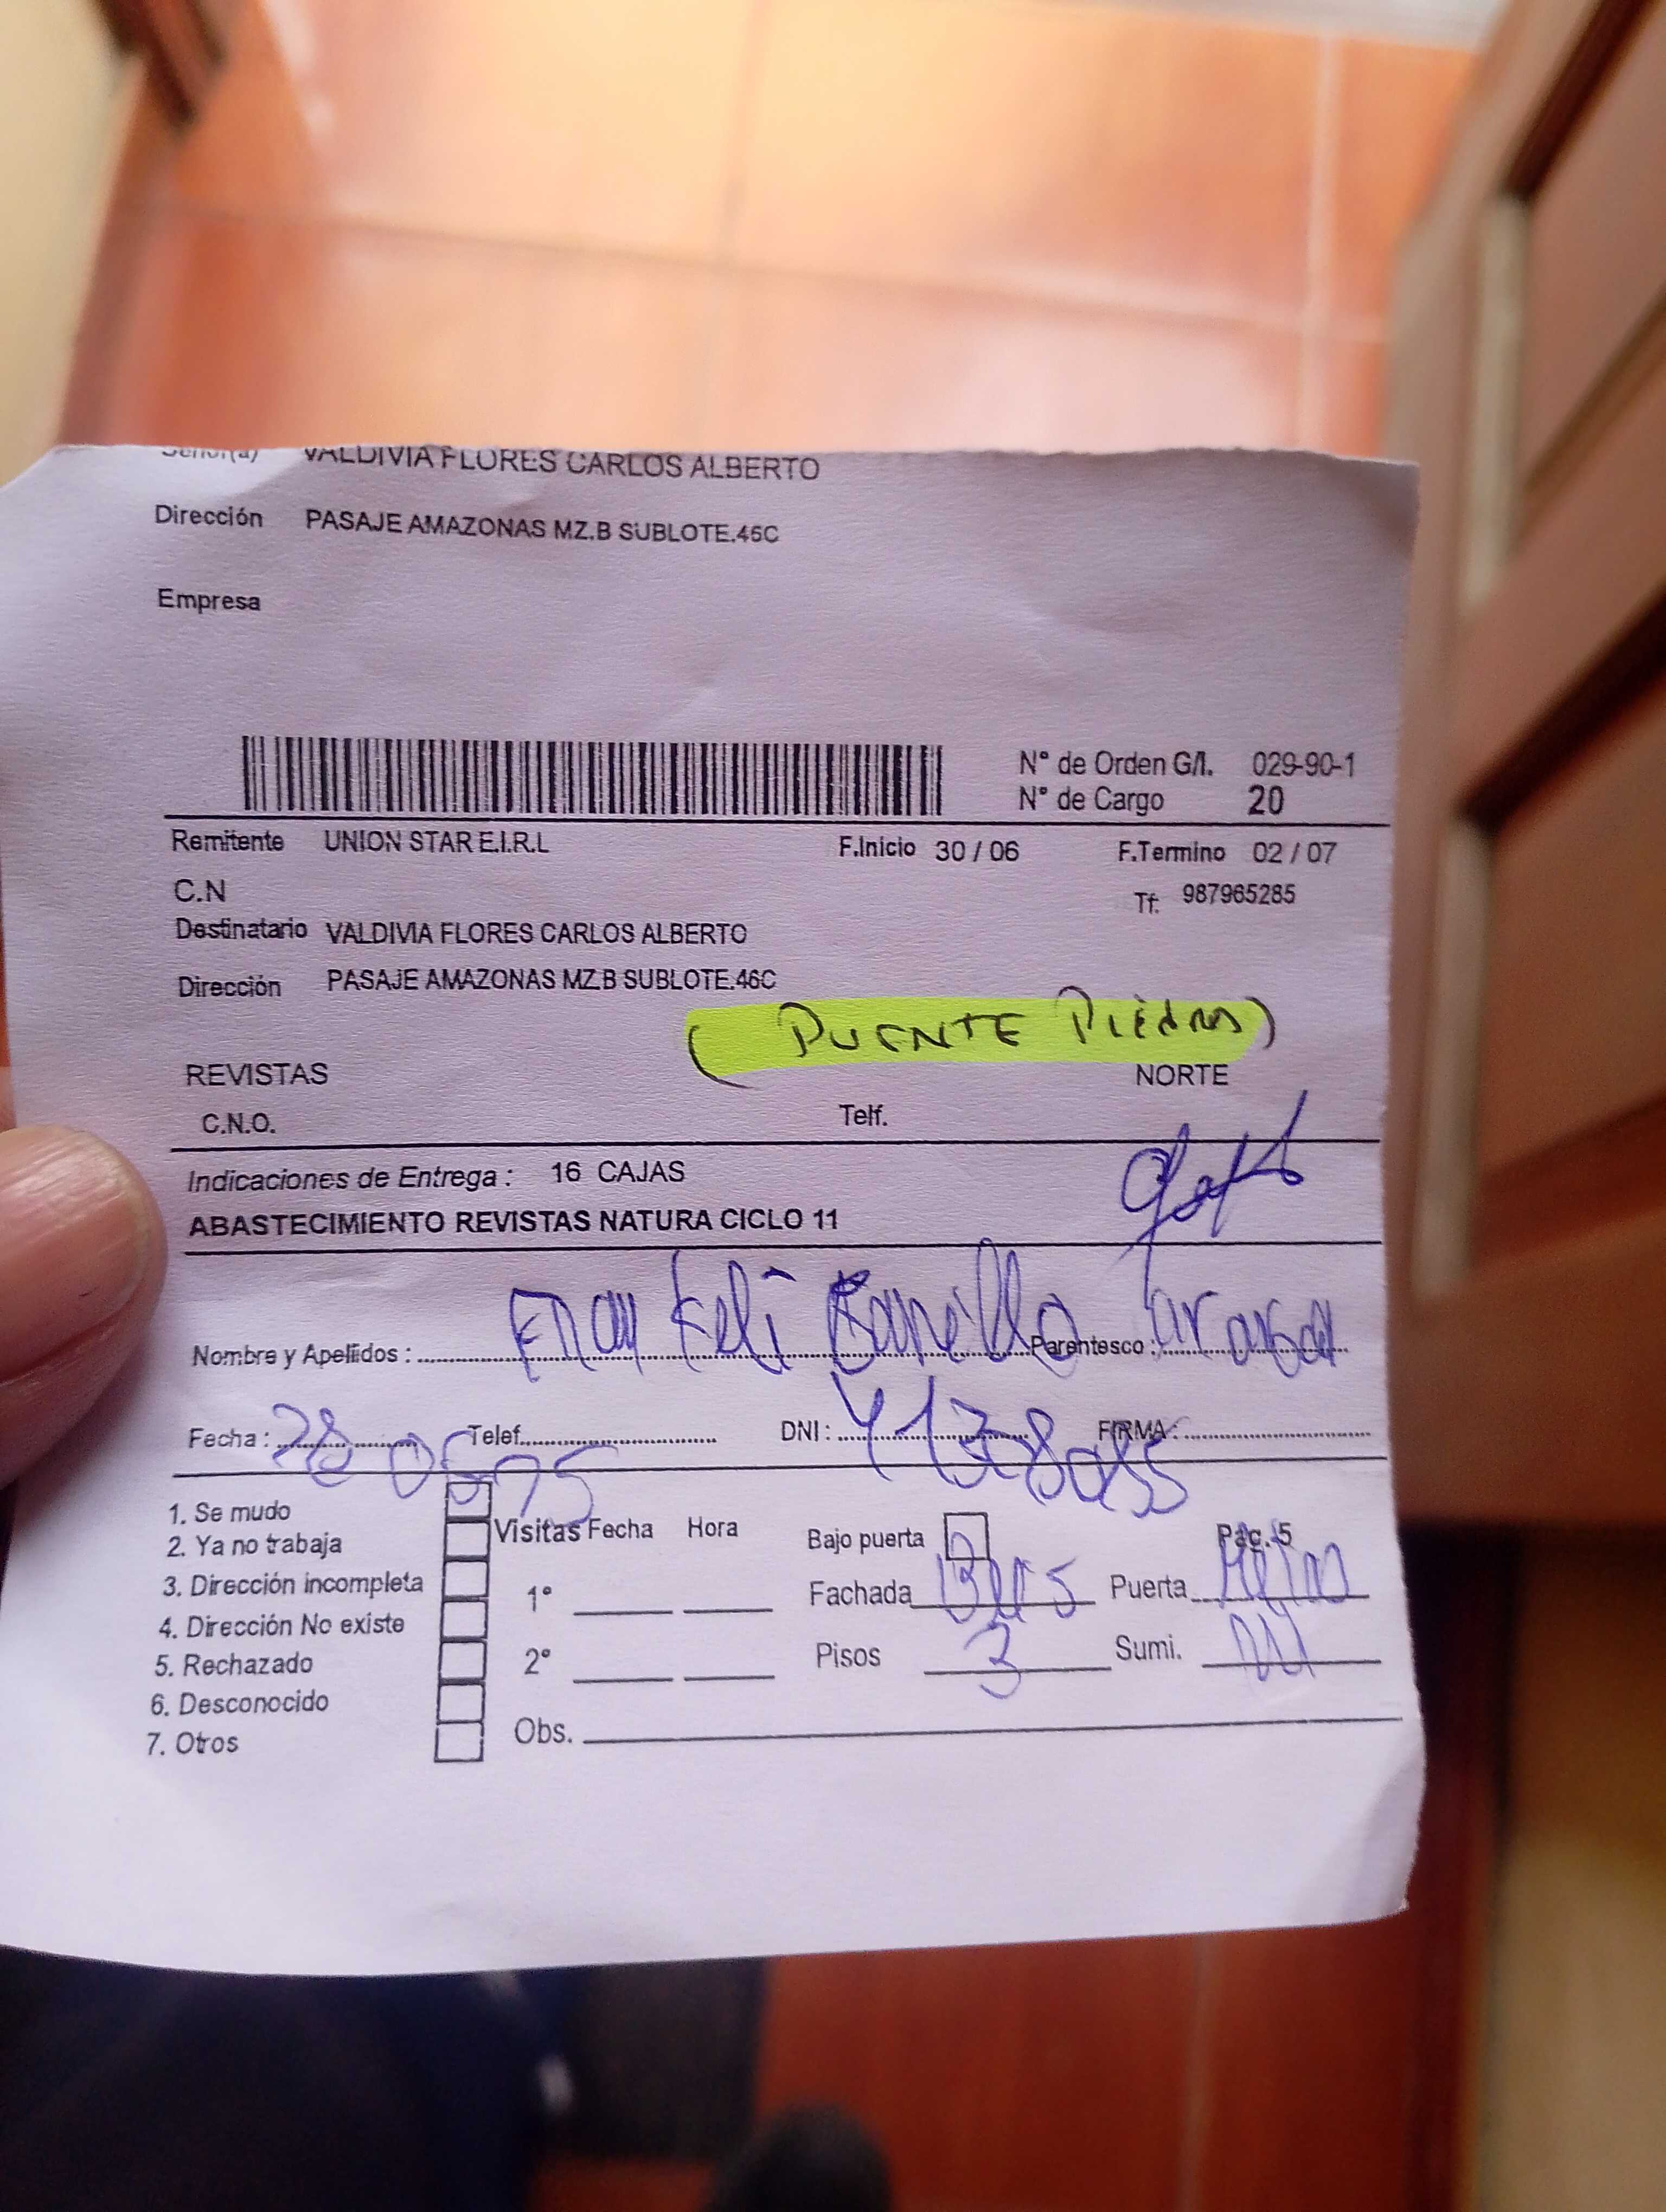 Señor(a) VALDIVIA FLORES CARLOS ALBERTO
Dirección PASAJE AMAZONAS MZ.B SUBLOTE.46C
Empresa
N° de Orden G/I. 029-90-1
N° de Cargo 20
Remitente UNION STAR E.I.R.L F.Inicio 30 / 06 F.Termino 02 / 07
C.N Tf: 987965285
Destinatario VALDIVIA FLORES CARLOS ALBERTO
Dirección PASAJE AMAZONAS MZ.B SUBLOTE.46C
(PUENTE PIEDRA)
REVISTAS NORTE
C.N.O. Telf.
Indicaciones de Entrega : 16 CAJAS
ABASTECIMIENTO REVISTAS NATURA CICLO 11
Nombre y Apellidos : Parentesco :
Fecha : 28 Telef. DNI : FIRMA :
1. Se mudo
2. Ya no trabaja
3. Dirección incompleta
4. Dirección No existe
5. Rechazado
6. Desconocido
7. Otros
Visitas Fecha Hora
1°
2°
Obs.
Bajo puerta Pag. 5
Fachada Puerta
Pisos 3 Sumi.